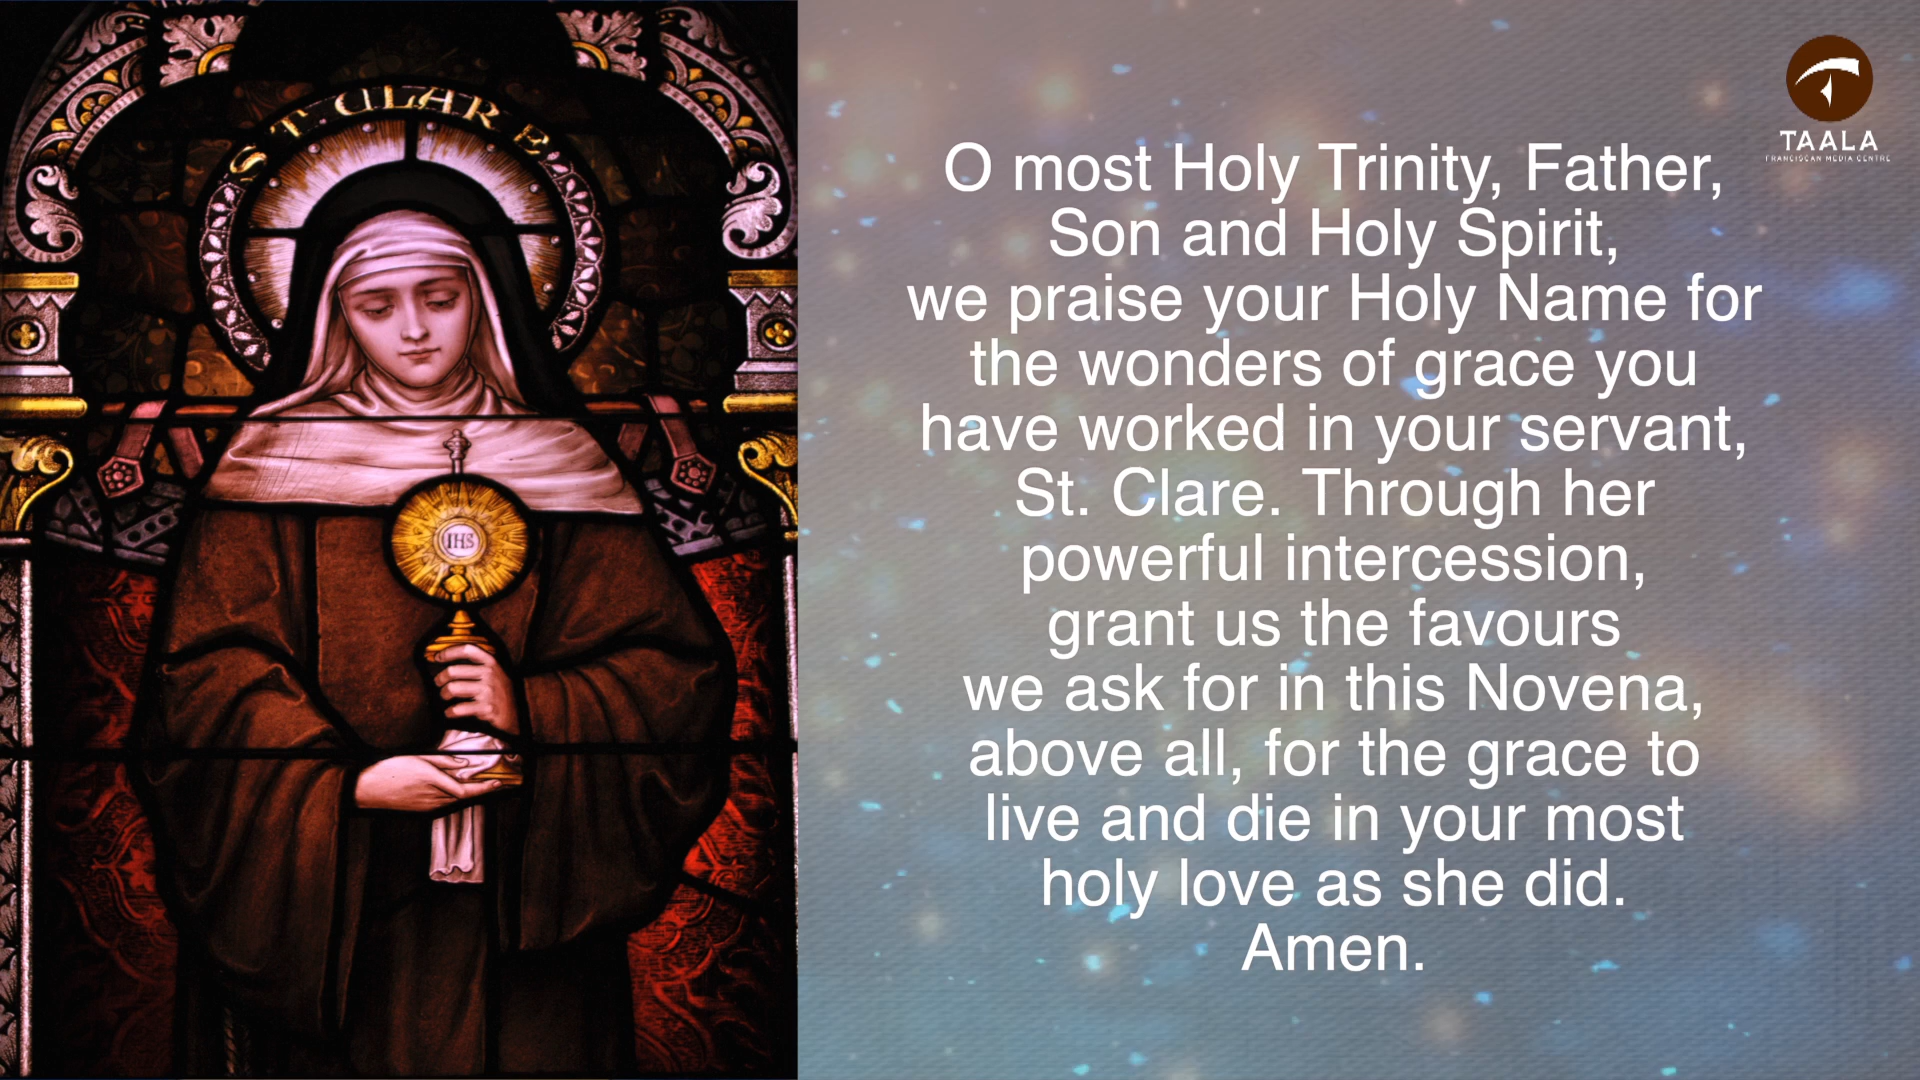 ST. CLARE
IHS
TAALA
FRANCISCAN MEDIA CENTRE
O most Holy Trinity, Father,
Son and Holy Spirit,
we praise your Holy Name for
the wonders of grace you
have worked in your servant,
St. Clare. Through her
powerful intercession,
grant us the favours
we ask for in this Novena,
above all, for the grace to
live and die in your most
holy love as she did.
Amen.